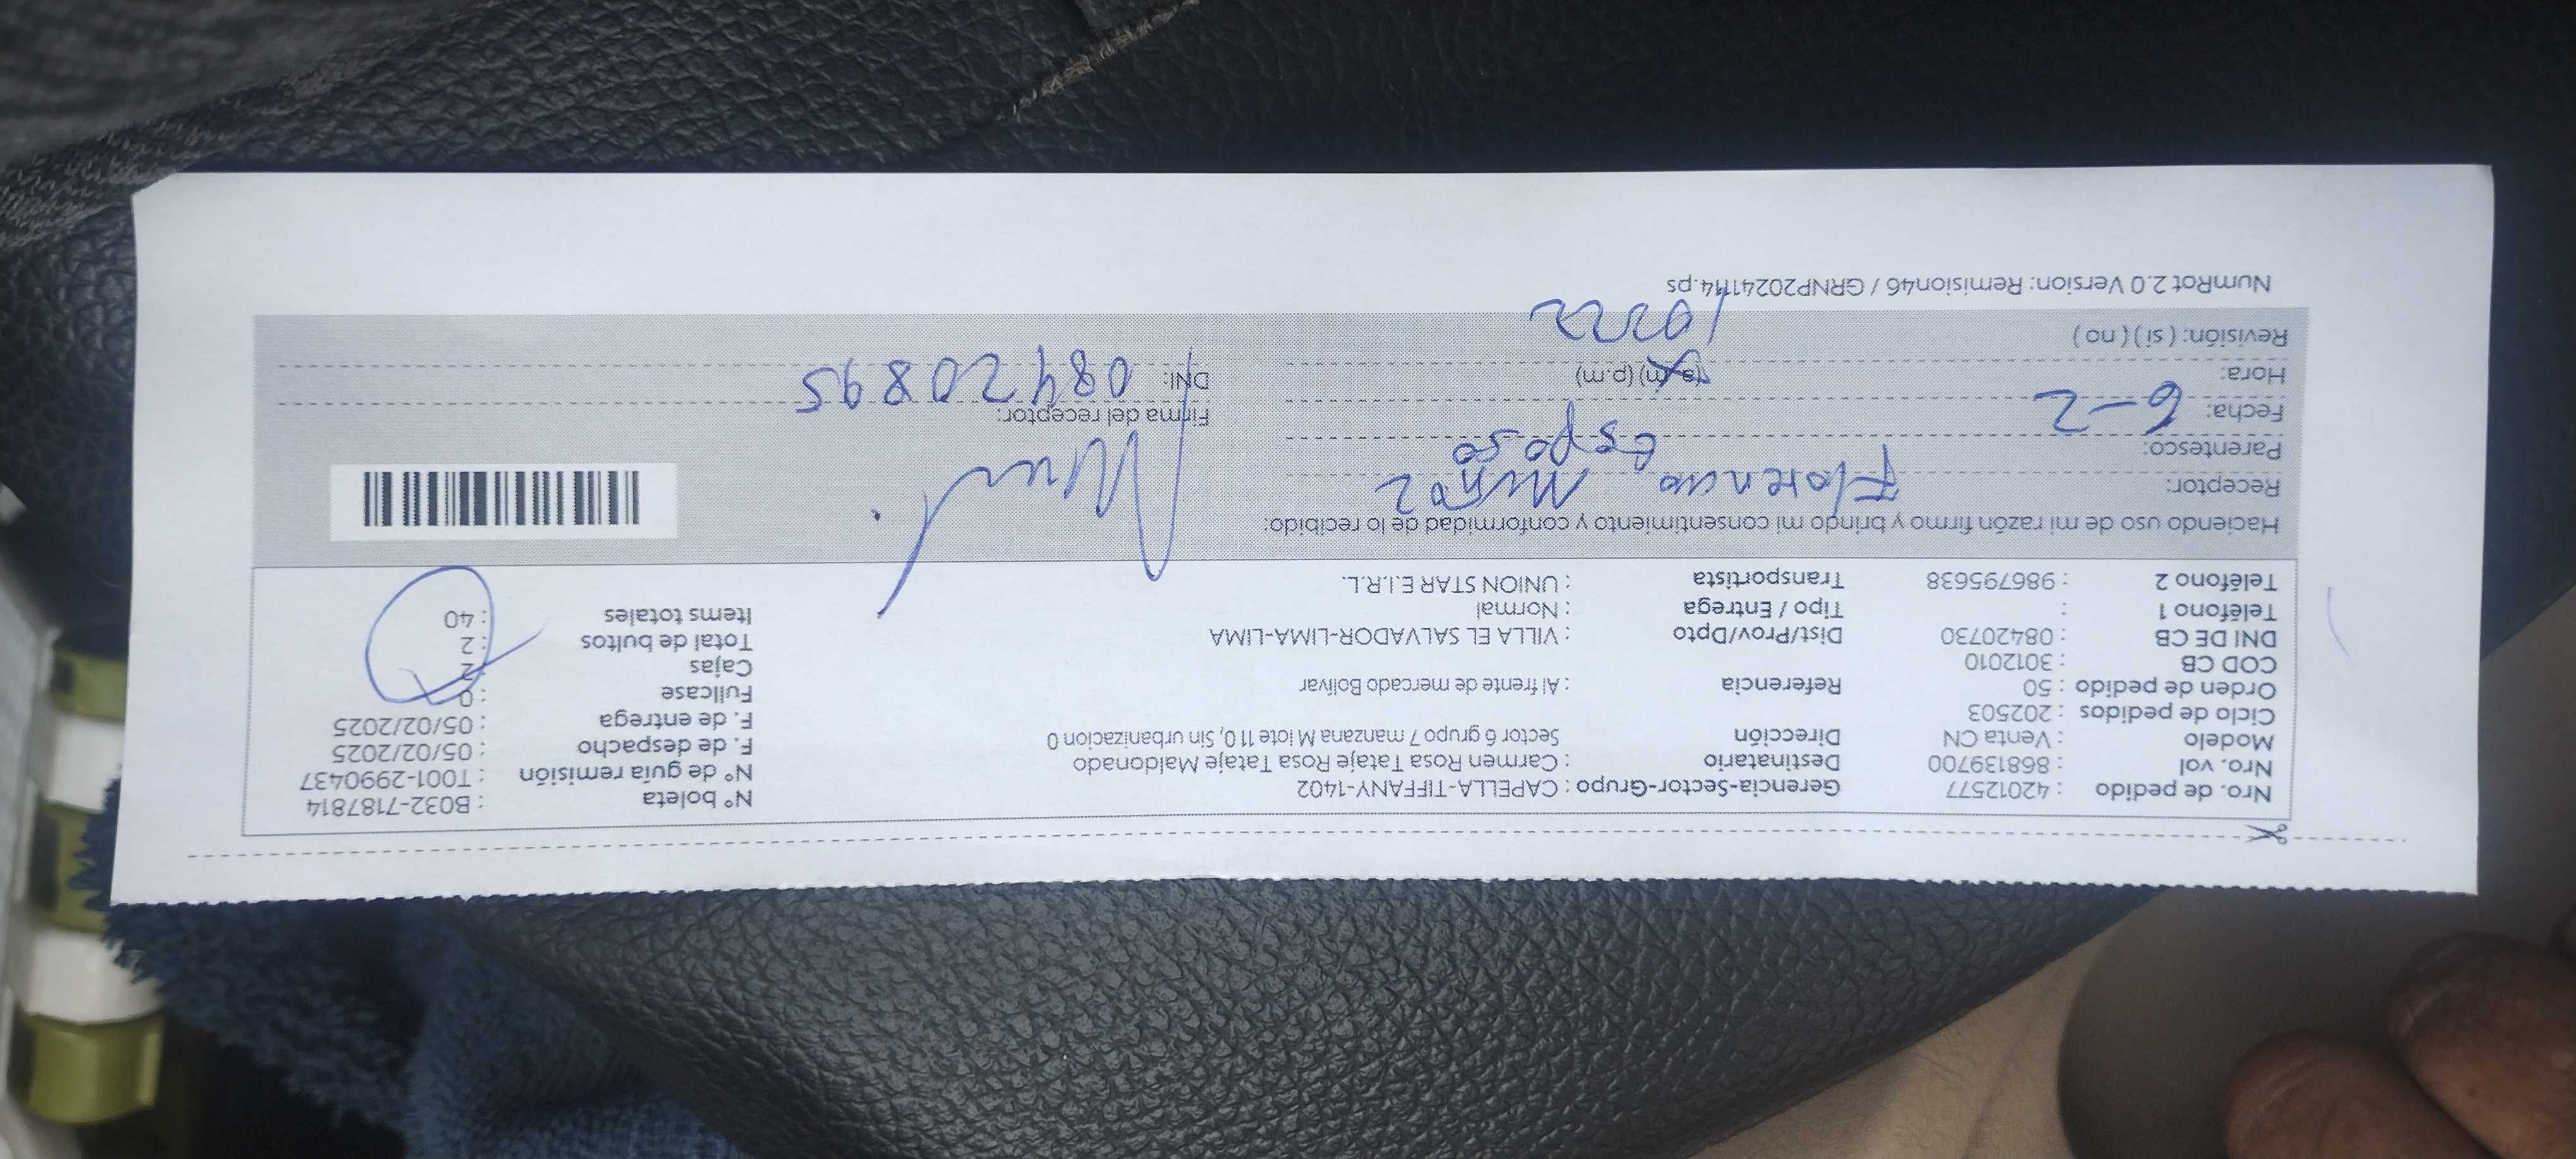 Nro. de pedido : 42012577 Gerencia-Sector-Grupo : CAPELLA-TIFFANY-1402 N° boleta : B032-7187814
Nro. vol : 868139700 Destinatario : Carmen Rosa Tataje Rosa Tataje Maldonado N° de guía remisión : T001-2990437
Modelo : Venta CN Dirección Sector 6 grupo 7 manzana M lote 11 0, Sin urbanizacion 0 F. de despacho : 05/02/2025
Ciclo de pedidos : 202503 F. de entrega : 05/02/2025
Orden de pedido : 50 Referencia : Al frente de mercado Bolívar Fullcase : 0
COD CB : 3012010 Cajas : 2
DNI DE CB : 08420730 Dist/Prov/Dpto : VILLA EL SALVADOR-LIMA-LIMA Total de bultos : 2
Teléfono 1 : Tipo / Entrega : Normal Items totales : 40
Teléfono 2 : 986795638 Transportista : UNION STAR E.I.R.L.
Haciendo uso de mi razón firmo y brindo mi consentimiento y conformidad de lo recibido:
Receptor: Florencio Muñoz
Parentesco: Esposo
Fecha: 6-2 Firma del receptor:
Hora: (a.m) (p.m) DNI: 08420895
Revisión: ( si ) ( no ) 10222
NumRot 2.0 Version: Remision46 / GRNP20241114.ps